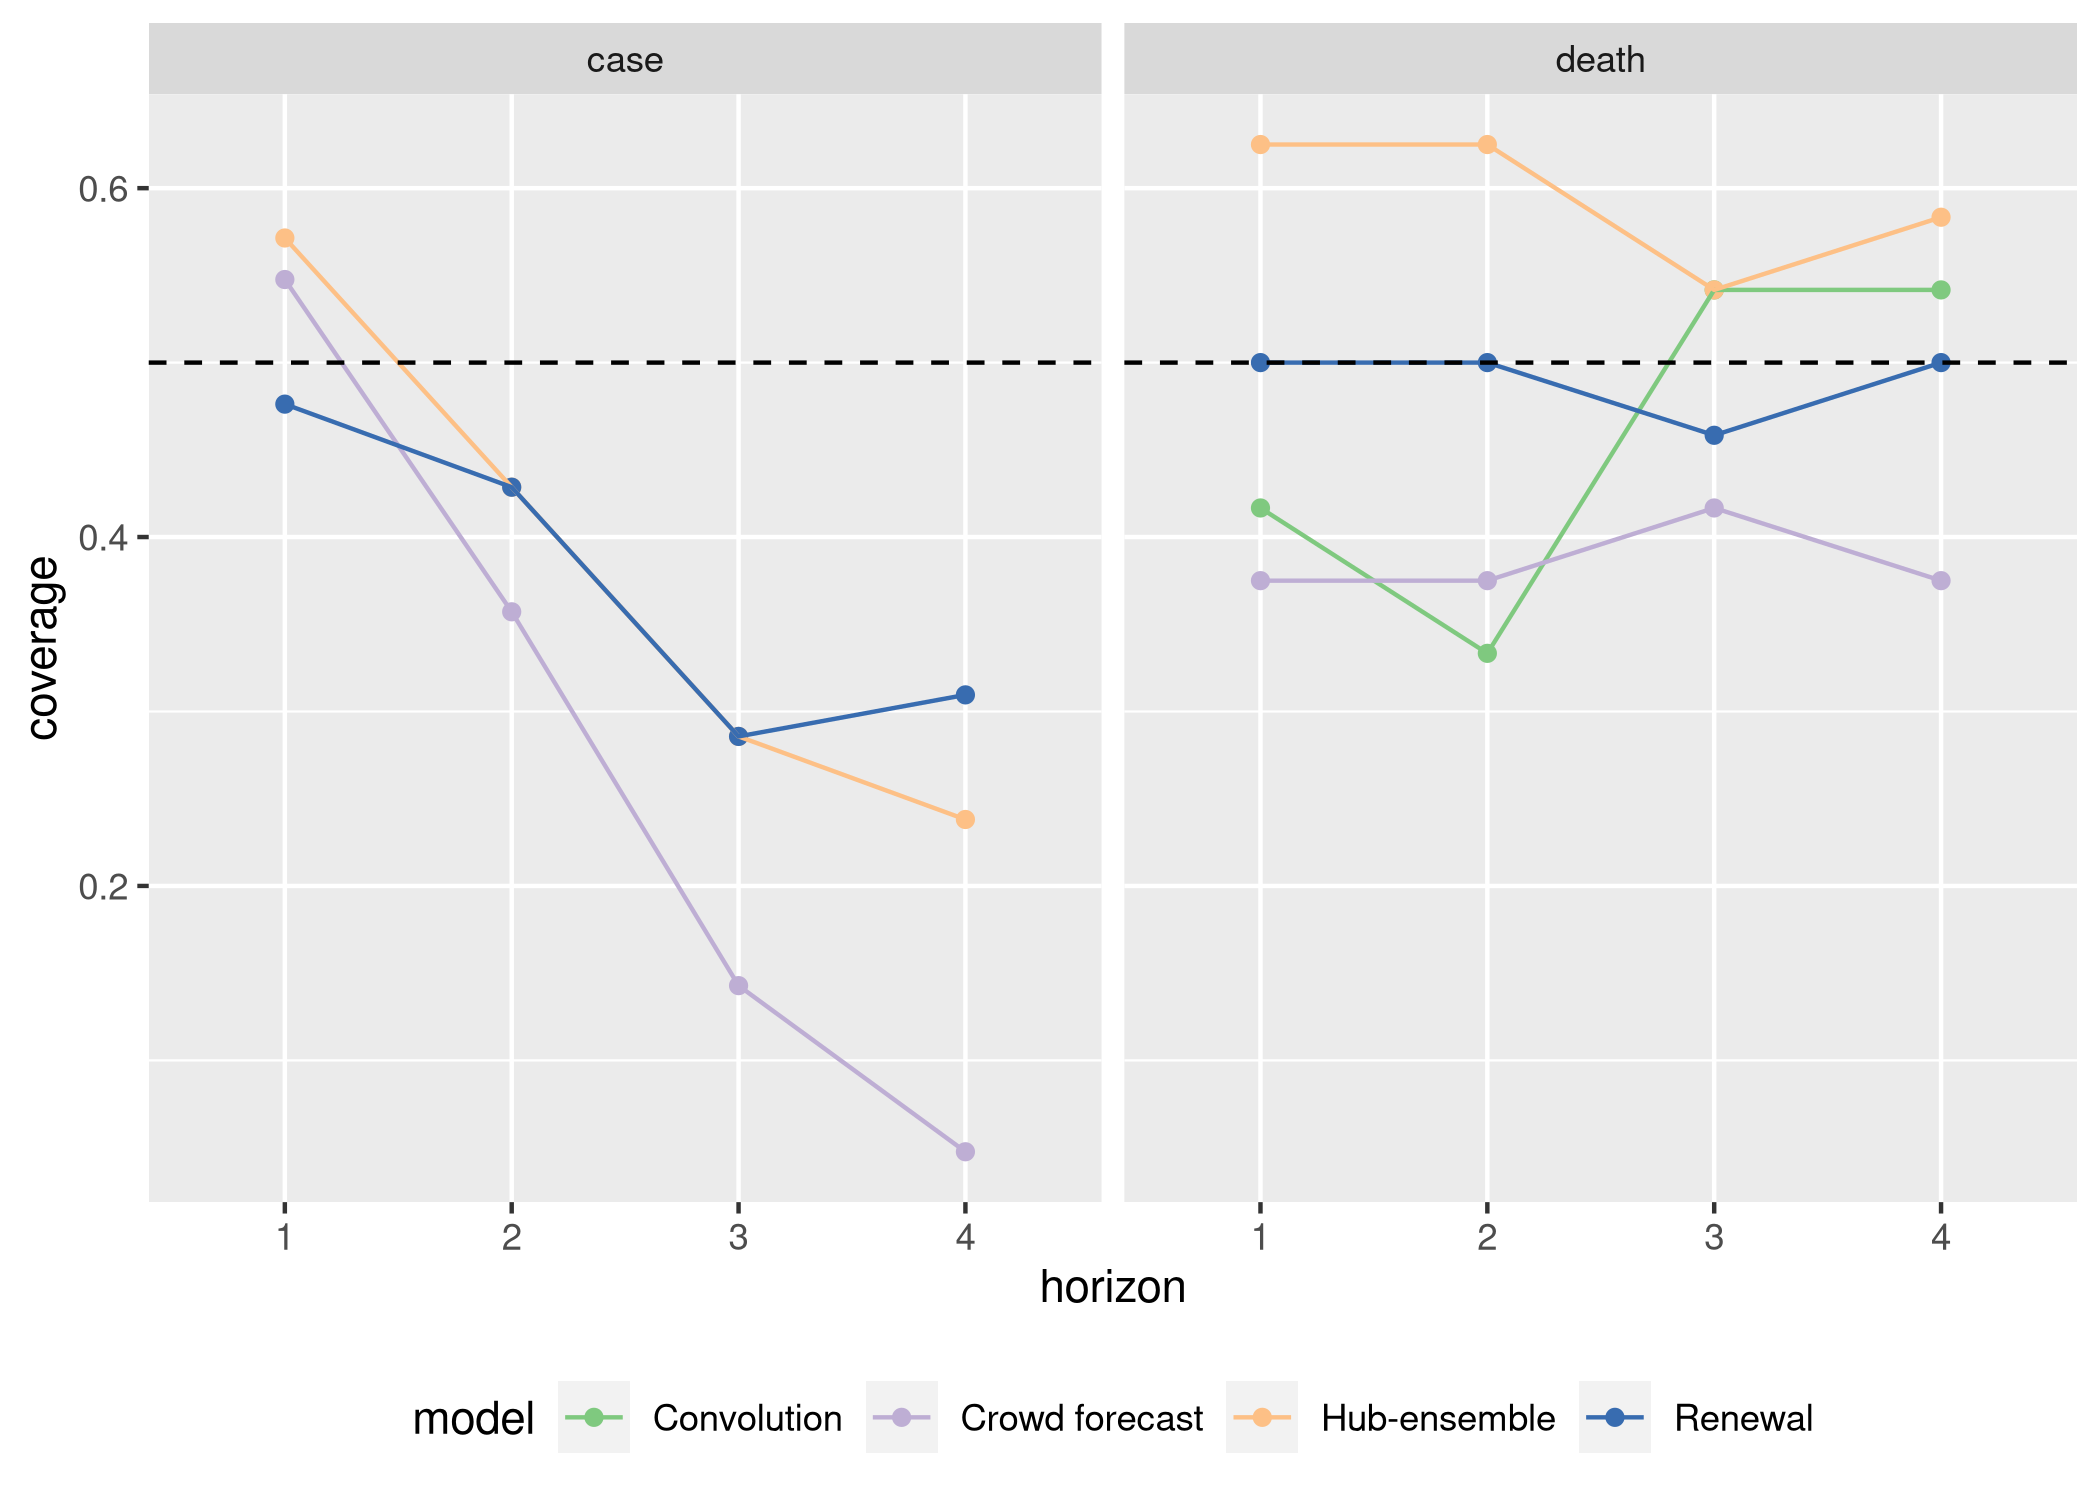 case
death
0.6
0.4
0.2
coverage
1 2 3 4
1 2 3 4
horizon
model Convolution Crowd forecast Hub-ensemble Renewal